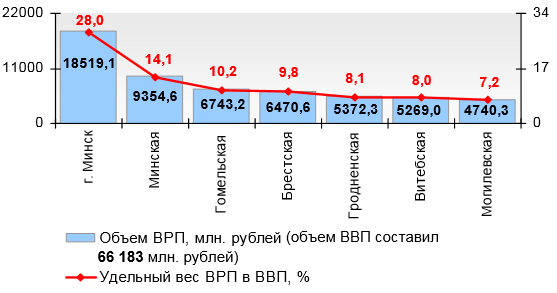 22000
34
28,0
18519,1
14,1
10,2
9,8
8,1
8,0
7,2
11000
17
9354,6
6743,2
6470,6
5372,3
5269,0
4740,3
0
0
г. Минск
Минская
Гомельская
Брестская
Гродненская
Витебская
Могилевская
Объем ВРП, млн. рублей (объем ВВП составил
66 183 млн. рублей)
Удельный вес ВРП в ВВП, %